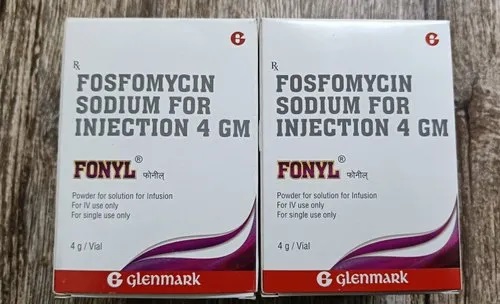 Rx
FOSFOMYCIN
SODIUM FOR
INJECTION 4 GM
FONYL® फोनील्
Powder for solution for Infusion
For IV use only
For single use only
4 g / Vial
G Glenmark
Rx
FOSFOMYCIN
SODIUM FOR
INJECTION 4 GM
FONYL® फोनील्
Powder for solution for Infusion
For IV use only
For single use only
4 g / Vial
G Glenmark